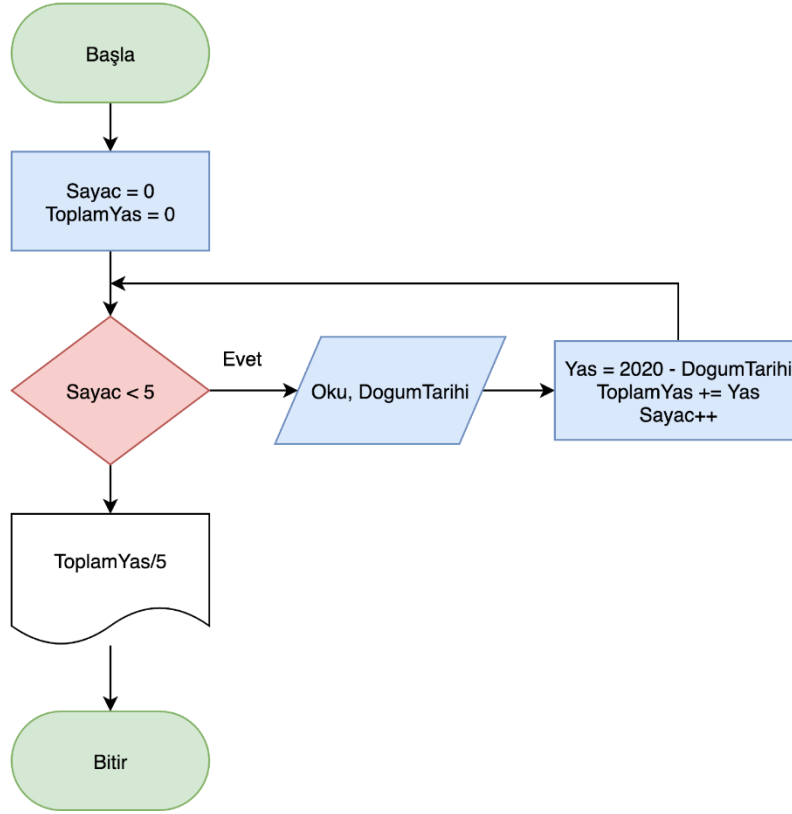 Başla
Sayac = 0
ToplamYas = 0
Sayac < 5
Evet
Oku, DogumTarihi
Yas = 2020 - DogumTarihi
ToplamYas += Yas
Sayac++
ToplamYas/5
Bitir